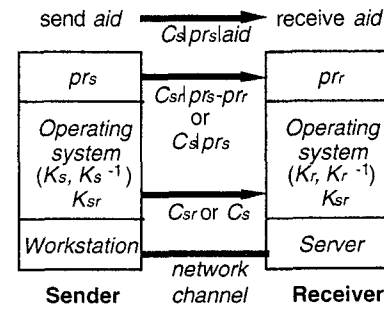 send aid
receive aid
Cs|prs|aid
prs
Csr|prs-prr
or
Cs|prs
prr
Operating
system
(Ks, Ks -1)
Ksr
Operating
system
(Kr, Kr -1)
Ksr
Csr or Cs
Workstation
Server
network
channel
Sender
Receiver